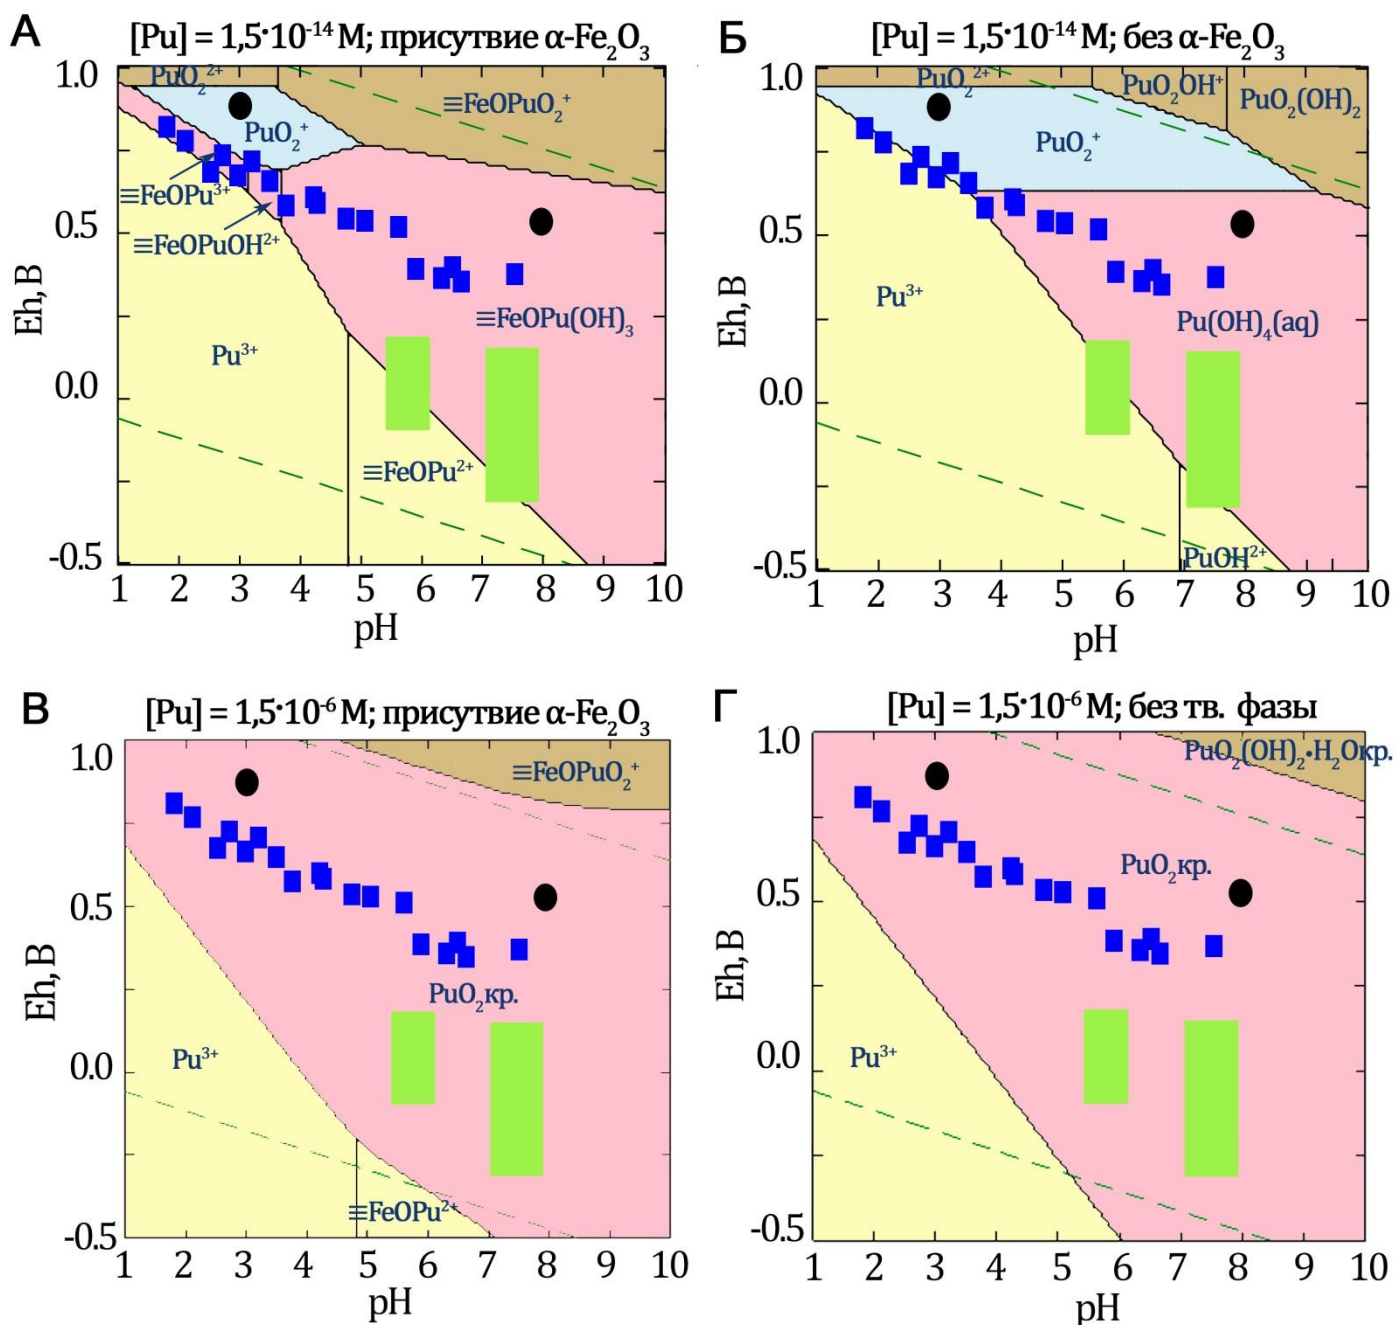 А
[Pu] = 1,5·10⁻¹⁴ М; присутвие α-Fe₂O₃
1.0
0.5
0.0
-0.5
Eh, В
PuO₂²⁺
PuO₂⁺
≡FeOPuO₂⁺
≡FeOPu³⁺
≡FeOPuOH²⁺
≡FeOPu(OH)₃
Pu³⁺
≡FeOPu²⁺
1 2 3 4 5 6 7 8 9 10
pH
Б
[Pu] = 1,5·10⁻¹⁴ М; без α-Fe₂O₃
1.0
0.5
0.0
-0.5
Eh, В
PuO₂²⁺
PuO₂OH⁺
PuO₂(OH)₂
PuO₂⁺
Pu³⁺
Pu(OH)₄(aq)
PuOH²⁺
1 2 3 4 5 6 7 8 9 10
pH
В
[Pu] = 1,5·10⁻⁶ М; присутвие α-Fe₂O₃
1.0
0.5
0.0
-0.5
Eh, В
≡FeOPuO₂⁺
PuO₂кр.
Pu³⁺
≡FeOPu²⁺
1 2 3 4 5 6 7 8 9 10
pH
Г
[Pu] = 1,5·10⁻⁶ М; без тв. фазы
1.0
0.5
0.0
-0.5
Eh, В
PuO₂(OH)₂•H₂Oкр.
PuO₂кр.
Pu³⁺
1 2 3 4 5 6 7 8 9 10
pH